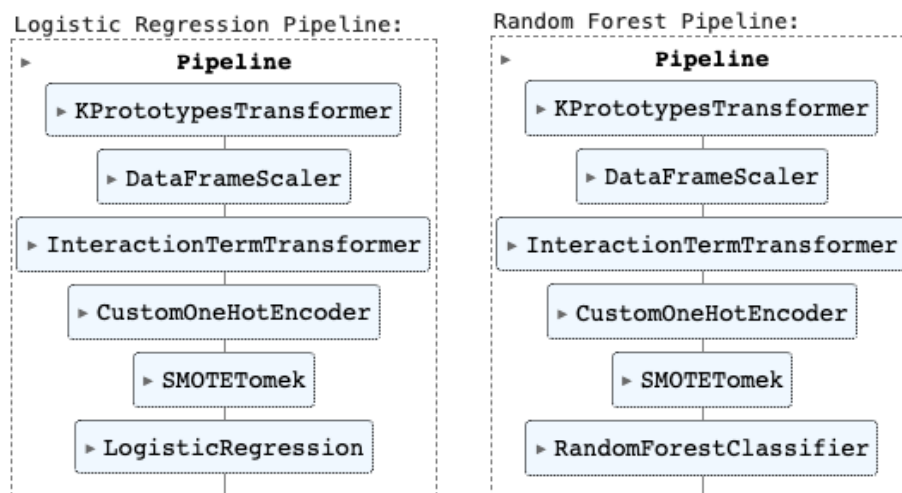 Logistic Regression Pipeline:
Pipeline
KPrototypesTransformer
DataFrameScaler
InteractionTermTransformer
CustomOneHotEncoder
SMOTETomek
LogisticRegression
Random Forest Pipeline:
Pipeline
KPrototypesTransformer
DataFrameScaler
InteractionTermTransformer
CustomOneHotEncoder
SMOTETomek
RandomForestClassifier